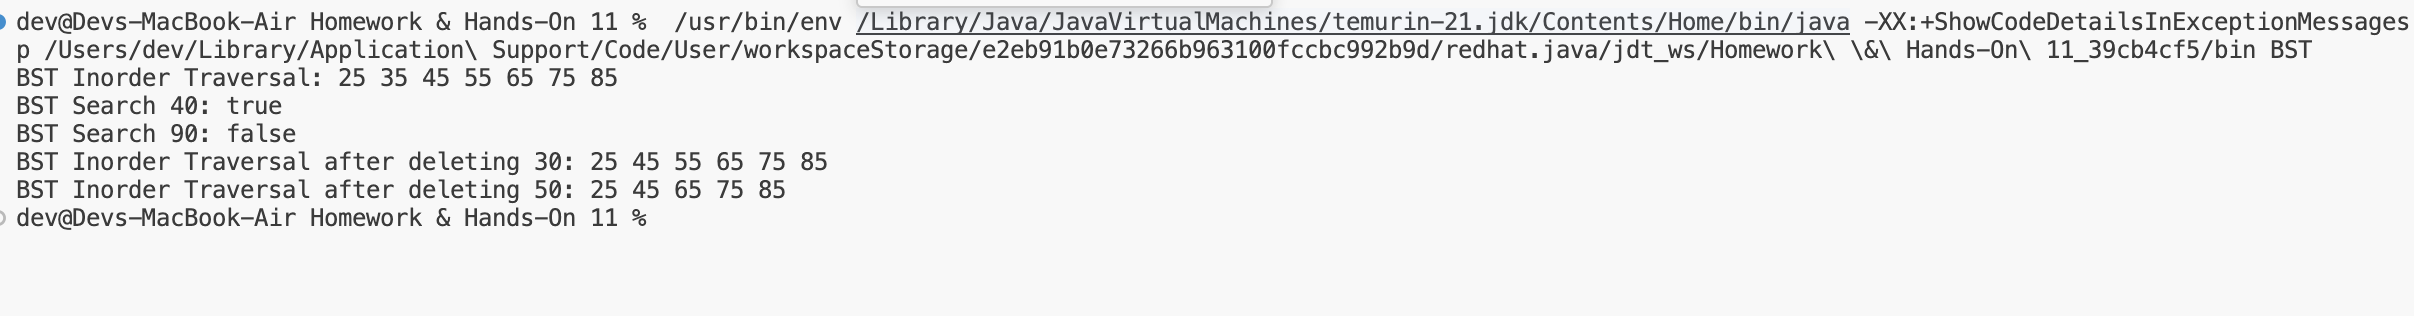 dev@Devs-MacBook-Air Homework & Hands-On 11 %  /usr/bin/env /Library/Java/JavaVirtualMachines/temurin-21.jdk/Contents/Home/bin/java -XX:+ShowCodeDetailsInExceptionMessages
p /Users/dev/Library/Application\ Support/Code/User/workspaceStorage/e2eb91b0e73266b963100fccbc992b9d/redhat.java/jdt_ws/Homework\ \&\ Hands-On\ 11_39cb4cf5/bin BST
BST Inorder Traversal: 25 35 45 55 65 75 85
BST Search 40: true
BST Search 90: false
BST Inorder Traversal after deleting 30: 25 45 55 65 75 85
BST Inorder Traversal after deleting 50: 25 45 65 75 85
dev@Devs-MacBook-Air Homework & Hands-On 11 %